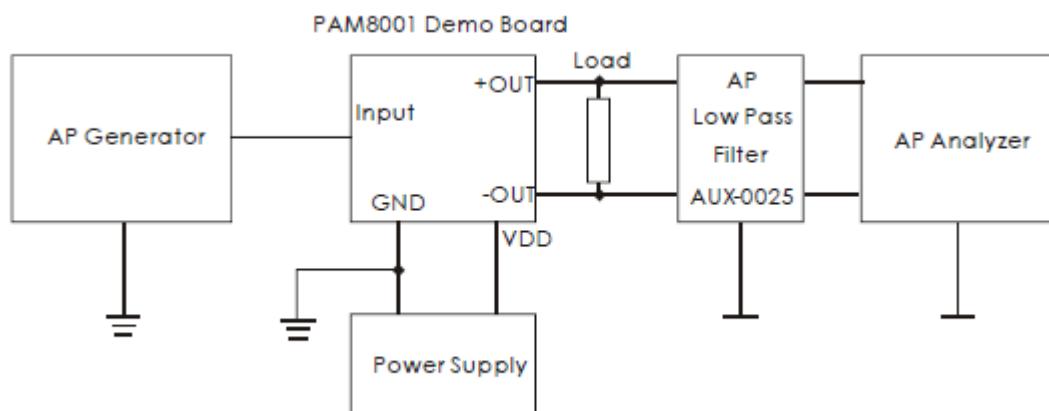 PAM8001 Demo Board
AP Generator
Input
+OUT
-OUT
GND
VDD
Load
AP
Low Pass
Filter
AUX-0025
AP Analyzer
Power Supply